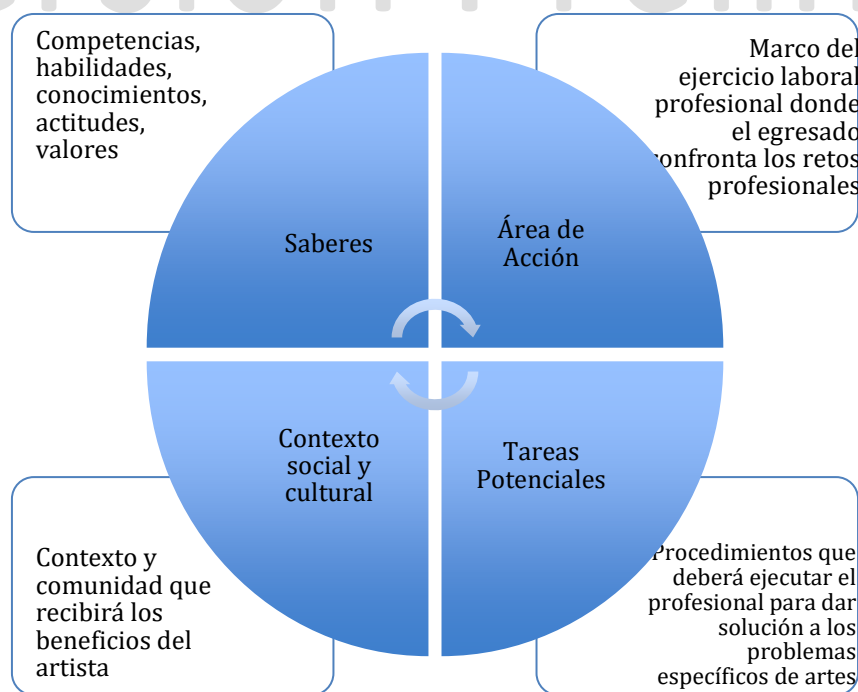 Competencias,
habilidades,
conocimientos,
actitudes,
valores
Marco del
ejercicio laboral
profesional donde
el egresado
confronta los retos
profesionales
Saberes
Área de
Acción
Contexto
social y
cultural
Tareas
Potenciales
Contexto y
comunidad que
recibirá los
beneficios del
artista
Procedimientos que
deberá ejecutar el
profesional para dar
solución a los
problemas
específicos de artes